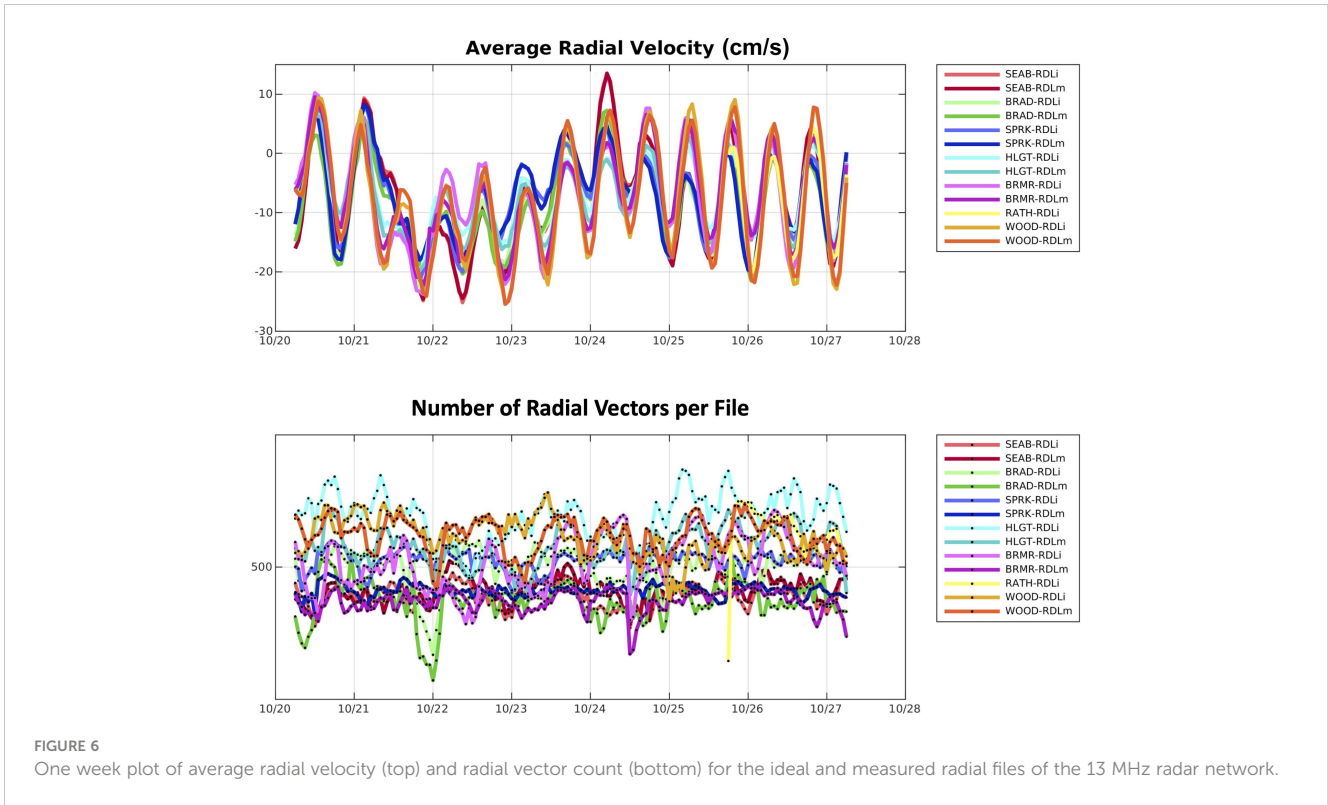 Average Radial Velocity (cm/s)
10
0
-10
-20
-30
10/20 10/21 10/22 10/23 10/24 10/25 10/26 10/27 10/28
SEAB-RDLi
SEAB-RDLm
BRAD-RDLi
BRAD-RDLm
SPRK-RDLi
SPRK-RDLm
HLGT-RDLi
HLGT-RDLm
BRMR-RDLi
BRMR-RDLm
RATH-RDLi
WOOD-RDLi
WOOD-RDLm
Number of Radial Vectors per File
500
10/20 10/21 10/22 10/23 10/24 10/25 10/26 10/27 10/28
SEAB-RDLi
SEAB-RDLm
BRAD-RDLi
BRAD-RDLm
SPRK-RDLi
SPRK-RDLm
HLGT-RDLi
HLGT-RDLm
BRMR-RDLi
BRMR-RDLm
RATH-RDLi
WOOD-RDLi
WOOD-RDLm
FIGURE 6
One week plot of average radial velocity (top) and radial vector count (bottom) for the ideal and measured radial files of the 13 MHz radar network.